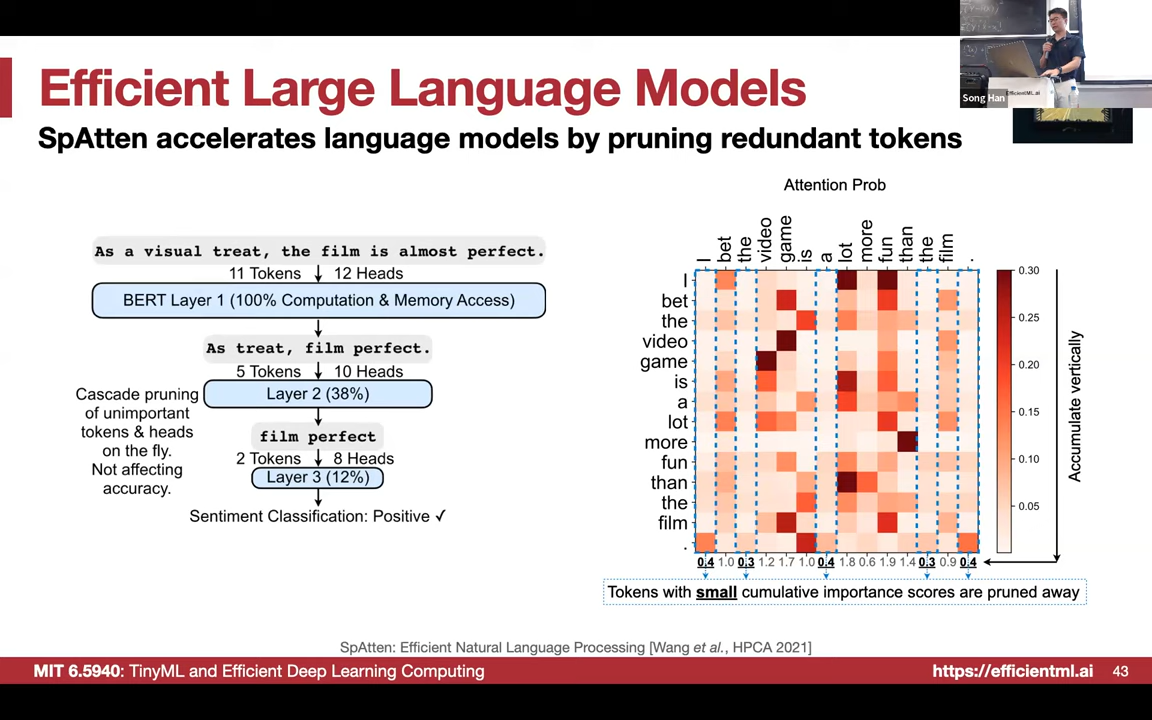 Efficient Large Language Models
SpAtten accelerates language models by pruning redundant tokens
Song Han
EfficientML.ai
As a visual treat, the film is almost perfect.
11 Tokens 12 Heads
BERT Layer 1 (100% Computation & Memory Access)
As treat, film perfect.
5 Tokens 10 Heads
Layer 2 (38%)
Cascade pruning
of unimportant
tokens & heads
on the fly.
Not affecting
accuracy.
film perfect
2 Tokens 8 Heads
Layer 3 (12%)
Sentiment Classification: Positive ✓
Attention Prob
I bet the video game is a lot more fun than the film .
I
bet
the
video
game
is
a
lot
more
fun
than
the
film
.
0.4 1.0 0.3 1.2 1.7 1.0 0.4 1.8 0.6 1.9 1.4 0.3 0.9 0.4
0.30
0.25
0.20
0.15
0.10
0.05
Accumulate vertically
Tokens with small cumulative importance scores are pruned away
SpAtten: Efficient Natural Language Processing [Wang et al., HPCA 2021]
MIT 6.5940: TinyML and Efficient Deep Learning Computing
https://efficientml.ai 43